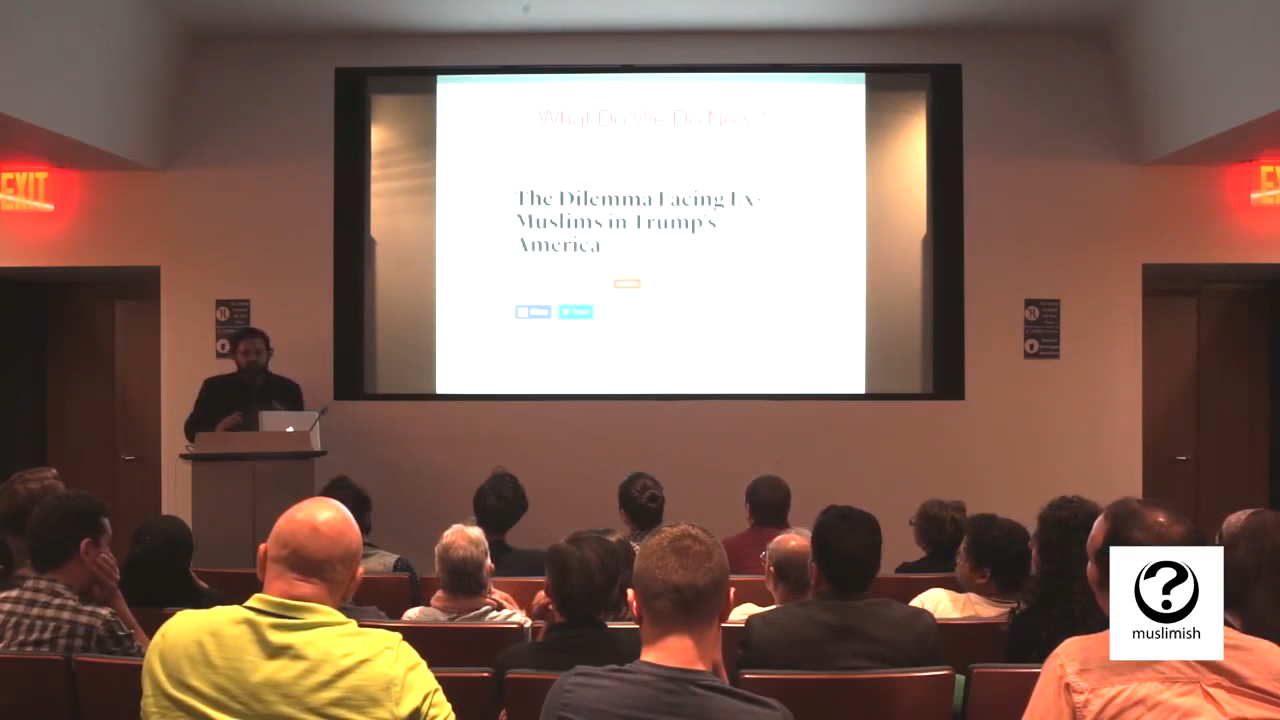 What Do We Do Now?
The Dilemma Facing Ex-
Muslims in Trump's
America
EXIT
?
muslimish